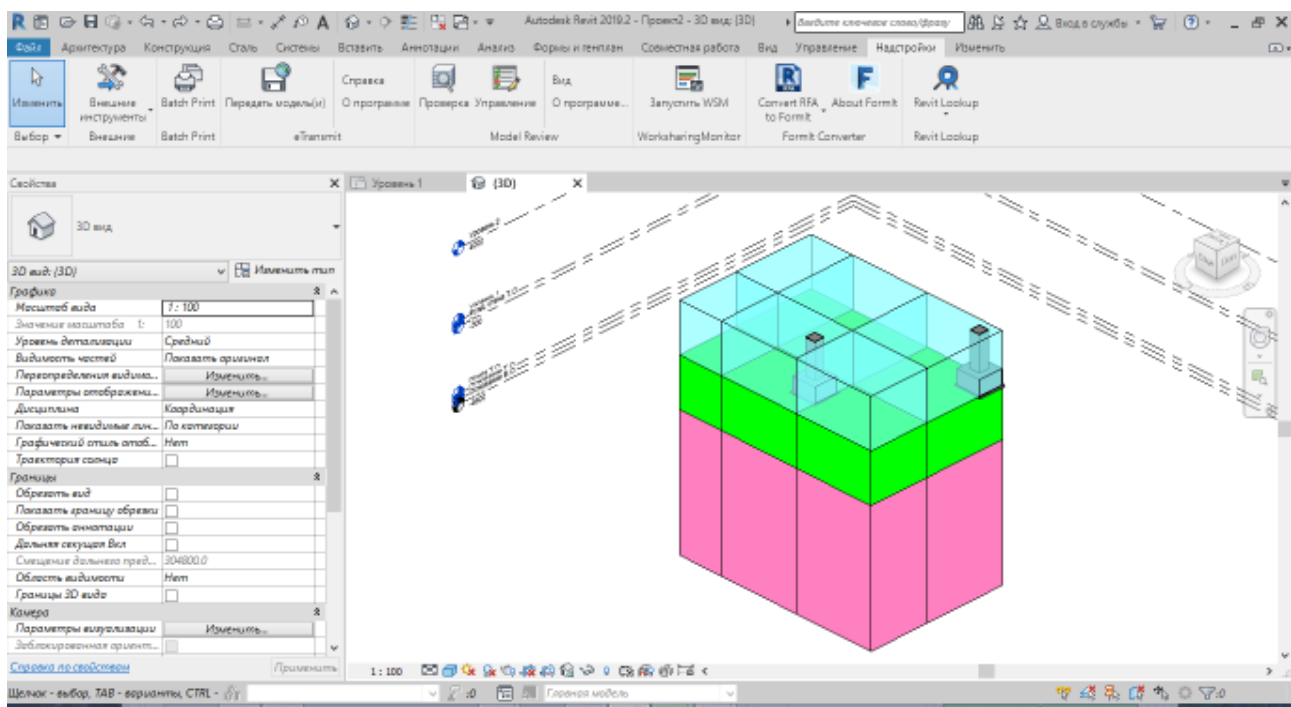 Autodesk Revit 2019.2 - Проект2 - 3D вид: {3D}
Введите ключевое слово/фразу
Вход в службы
Файл Архитектура Конструкция Сталь Системы Вставить Аннотации Анализ Формы и генплан Совместная работа Вид Управление Надстройки Изменить
Изменить
Внешние инструменты
Batch Print
Передать модель(и)
Справка
О программе
Проверка
Управление
Вид
О программе...
Запустить WSM
Convert RFA to FormIt
About FormIt
Revit Lookup
Выбор Внешние Batch Print eTransmit Model Review WorksharingMonitor FormIt Converter Revit Lookup
Свойства
Уровень 1
{3D}
3D вид
3D вид: {3D}
Изменить тип
Графика
Масштаб вида 1 : 100
Значение масштаба 1: 100
Уровень детализации Средний
Видимость частей Показать оригинал
Переопределения видимо... Изменить...
Параметры отображени... Изменить...
Дисциплина Координация
Показать невидимые лин... По категории
Графический стиль отоб... Нет
Траектория солнца
Границы
Обрезать вид
Показать границу обрезки
Обрезать аннотации
Дальняя секущая Вкл
Смещение дальнего пред... 304800.0
Область видимости Нет
Границы 3D вида
Камера
Параметры визуализации Изменить...
Заблокированная ориент...
Справка по свойствам
Применить
1 : 100
Щелчок - выбор, TAB - варианты, CTRL -
:0
Главная модель
:0